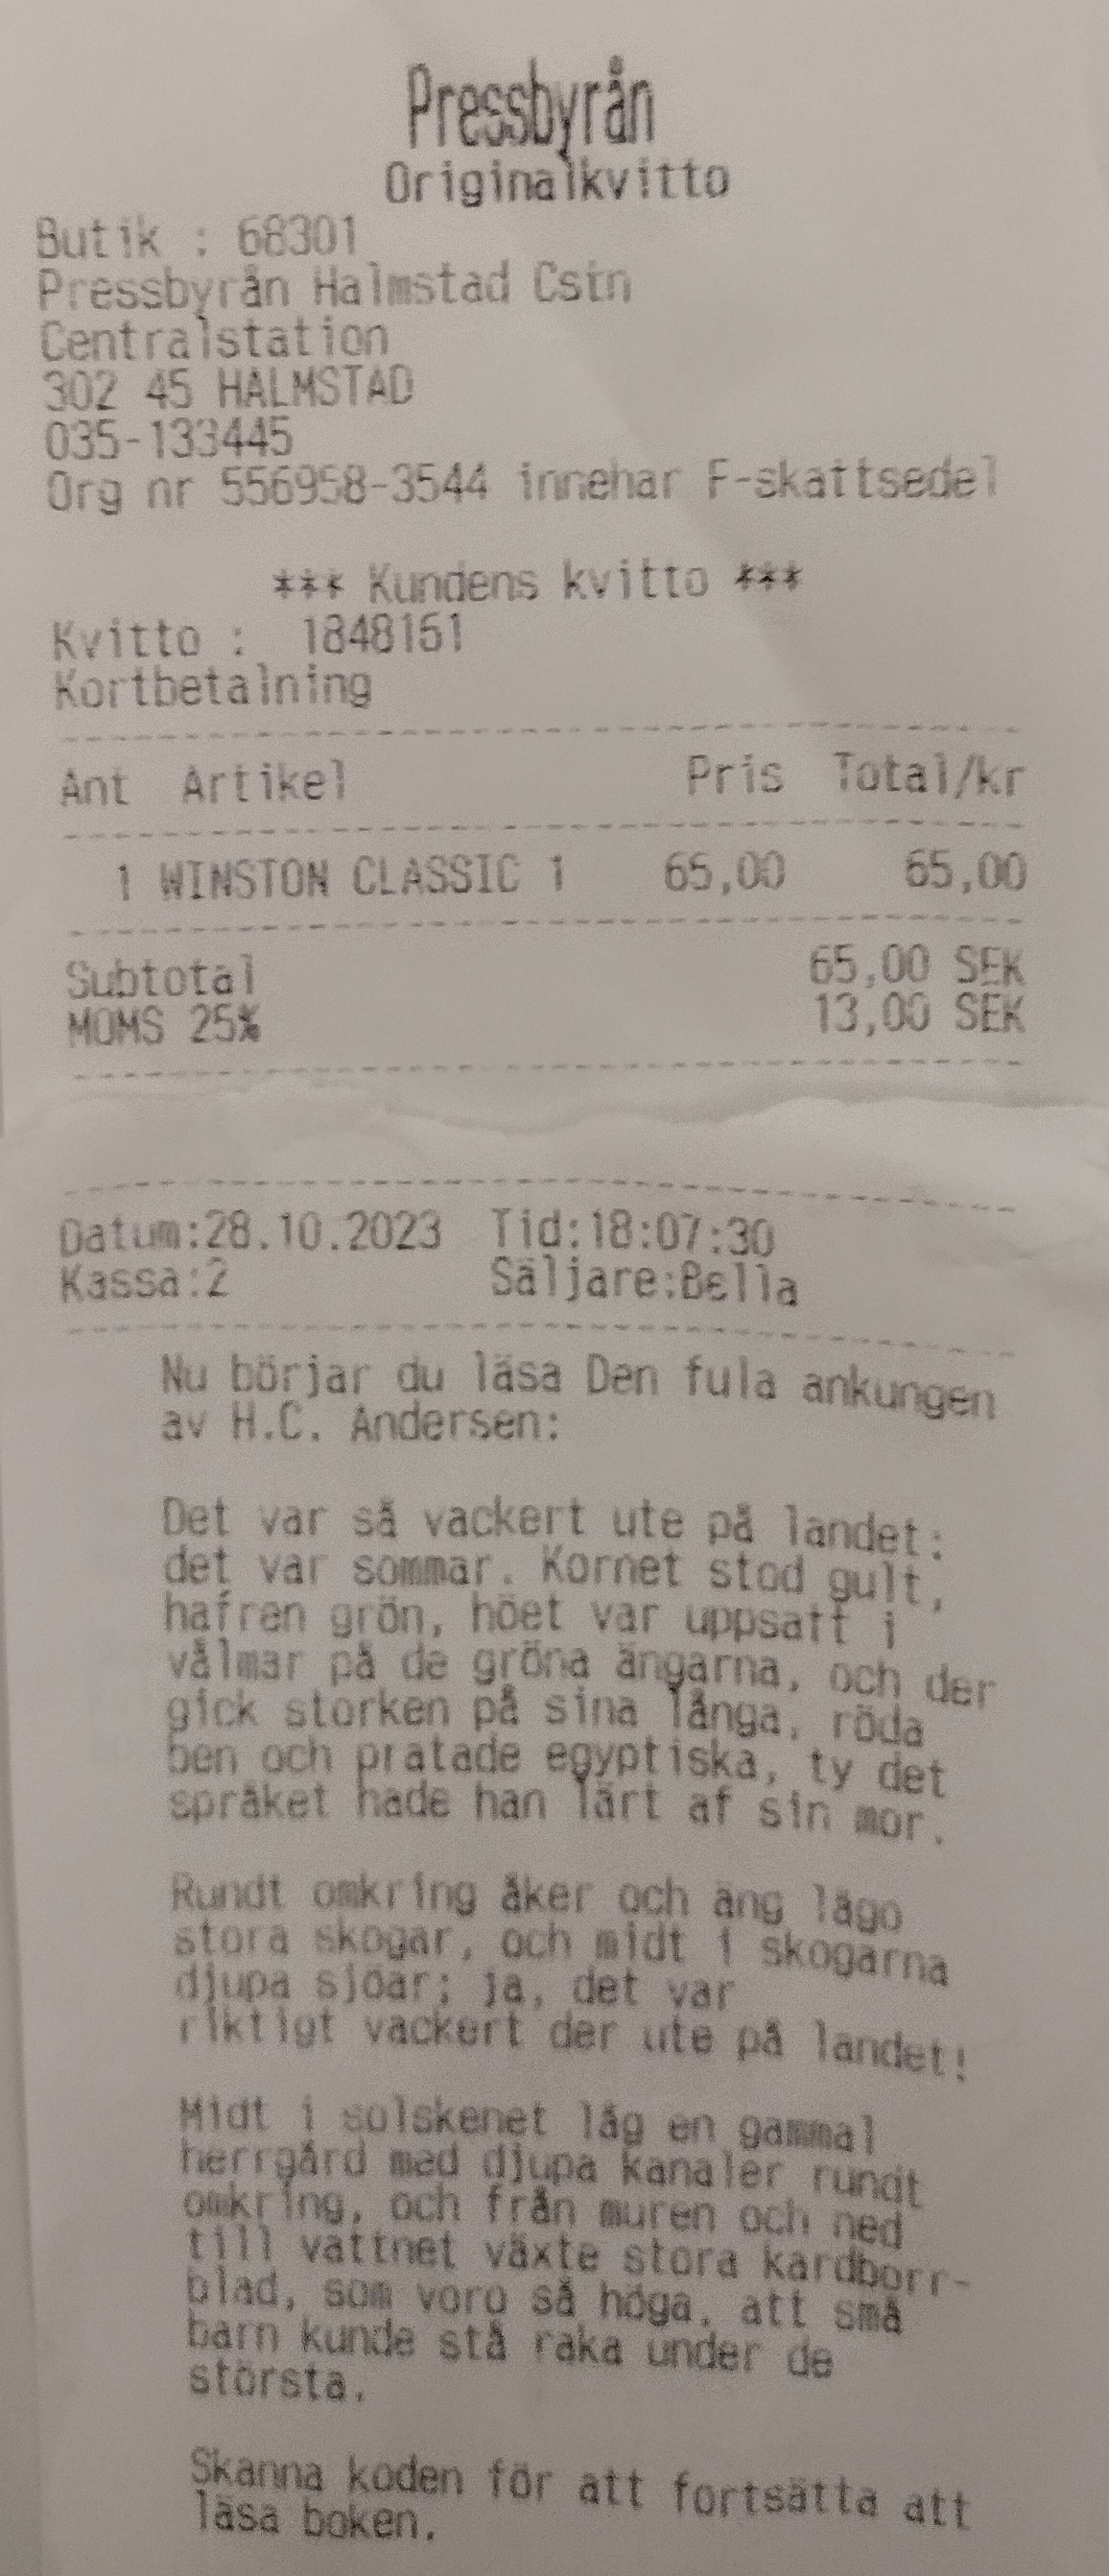 Pressbyrån
Originalkvitto
Butik : 68301
Pressbyrån Halmstad Cstn
Centralstation
302 45 HALMSTAD
035-133445
Org nr 556958-3544 innehar F-skattsedel
*** Kundens kvitto ***
Kvitto : 1848161
Kortbetalning
Ant Artikel Pris Total/kr
1 WINSTON CLASSIC 1 65,00 65,00
Subtotal 65,00 SEK
MOMS 25% 13,00 SEK
Datum:28.10.2023 Tid:18:07:30
Kassa:2 Säljare:Bella
Nu börjar du läsa Den fula ankungen
av H.C. Andersen:
Det var så vackert ute på landet;
det var sommar. Kornet stod gult,
hafren grön, höet var uppsatt i
vålmar på de gröna ängarna, och der
gick storken på sina långa, röda
ben och pratade egyptiska, ty det
språket hade han lärt af sin mor.
Rundt omkring åker och äng lågo
stora skogar, och midt i skogarna
djupa sjöar; ja, det var
riktigt vackert der ute på landet!
Midt i solskenet låg en gammal
herrgård med djupa kanaler rundt
omkring, och från muren och ned
till vattnet växte stora kardborr-
blad, som voro så höga, att små
barn kunde stå raka under de
största.
Skanna koden för att fortsätta att
läsa boken.